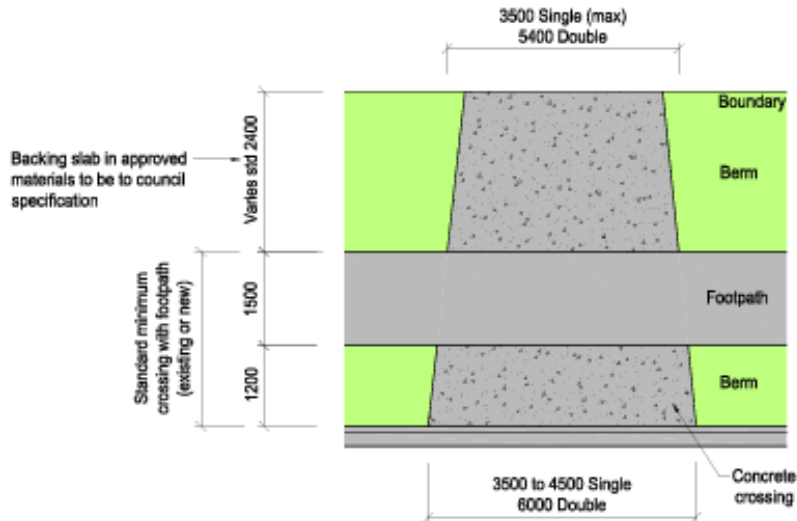 3500 Single (max)
5400 Double
Boundary
Backing slab in approved
materials to be to council
specification
Varies std 2400
Berm
Standard minimum
crossing with footpath
(existing or new)
1500
Footpath
1200
Berm
3500 to 4500 Single
6000 Double
Concrete
crossing